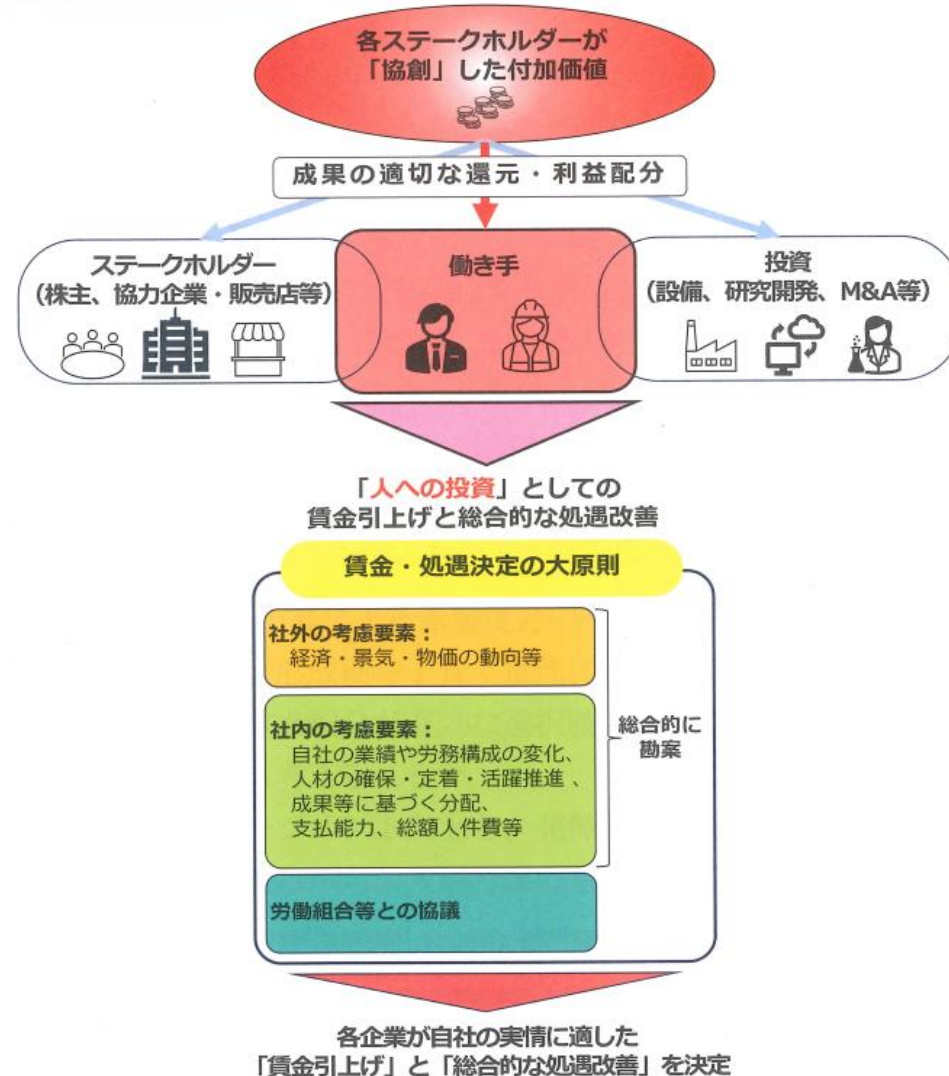 各ステークホルダーが
「協創」した付加価値
成果の適切な還元・利益配分
ステークホルダー
（株主、協力企業・販売店等）
働き手
投資
（設備、研究開発、M&A等）
「人への投資」としての
賃金引上げと総合的な処遇改善
賃金・処遇決定の大原則
社外の考慮要素：
経済・景気・物価の動向等
社内の考慮要素：
自社の業績や労務構成の変化、
人材の確保・定着・活躍推進、
成果等に基づく分配、
支払能力、総額人件費等
総合的に
勘案
労働組合等との協議
各企業が自社の実情に適した
「賃金引上げ」と「総合的な処遇改善」を決定